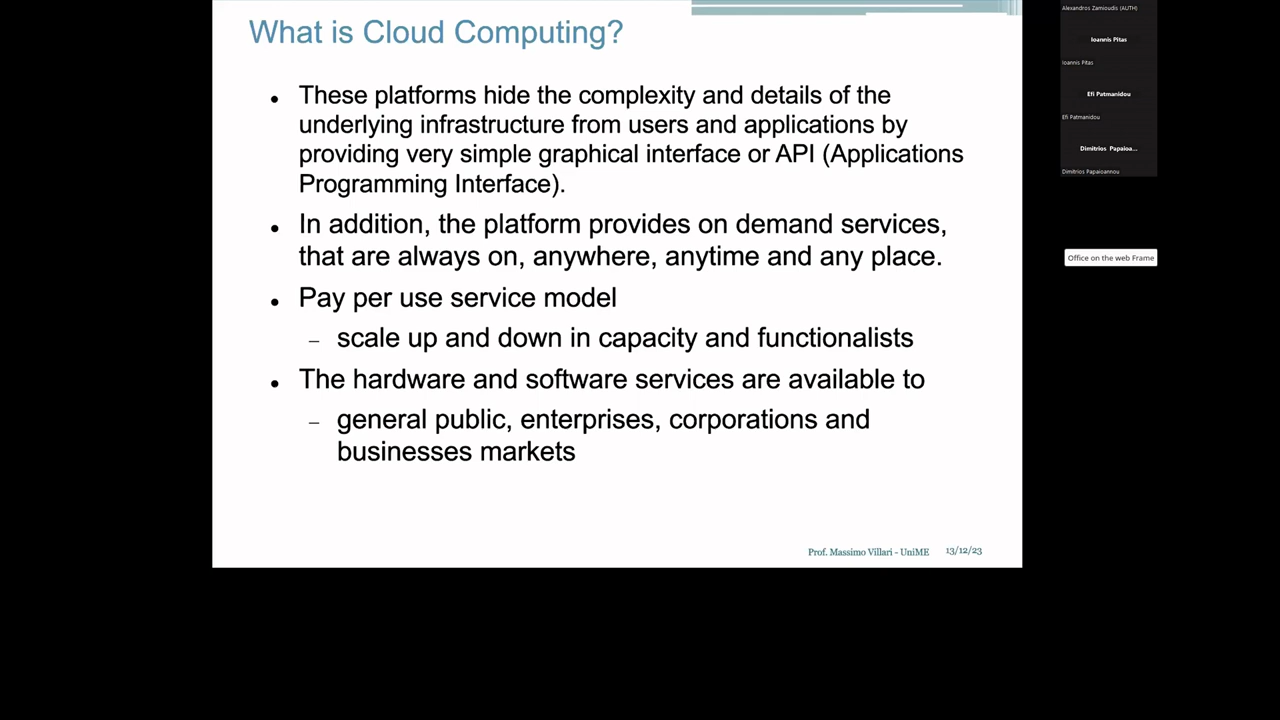 What is Cloud Computing?
These platforms hide the complexity and details of the
underlying infrastructure from users and applications by
providing very simple graphical interface or API (Applications
Programming Interface).
In addition, the platform provides on demand services,
that are always on, anywhere, anytime and any place.
Pay per use service model
– scale up and down in capacity and functionalists
The hardware and software services are available to
– general public, enterprises, corporations and
businesses markets
Prof. Massimo Villari - UniME 13/12/23
Alexandros Zamioudis (AUTH)
Ioannis Pitas
Ioannis Pitas
Efi Patmanidou
Efi Patmanidou
Dimitrios Papaioa...
Dimitrios Papaioannou
Office on the web Frame